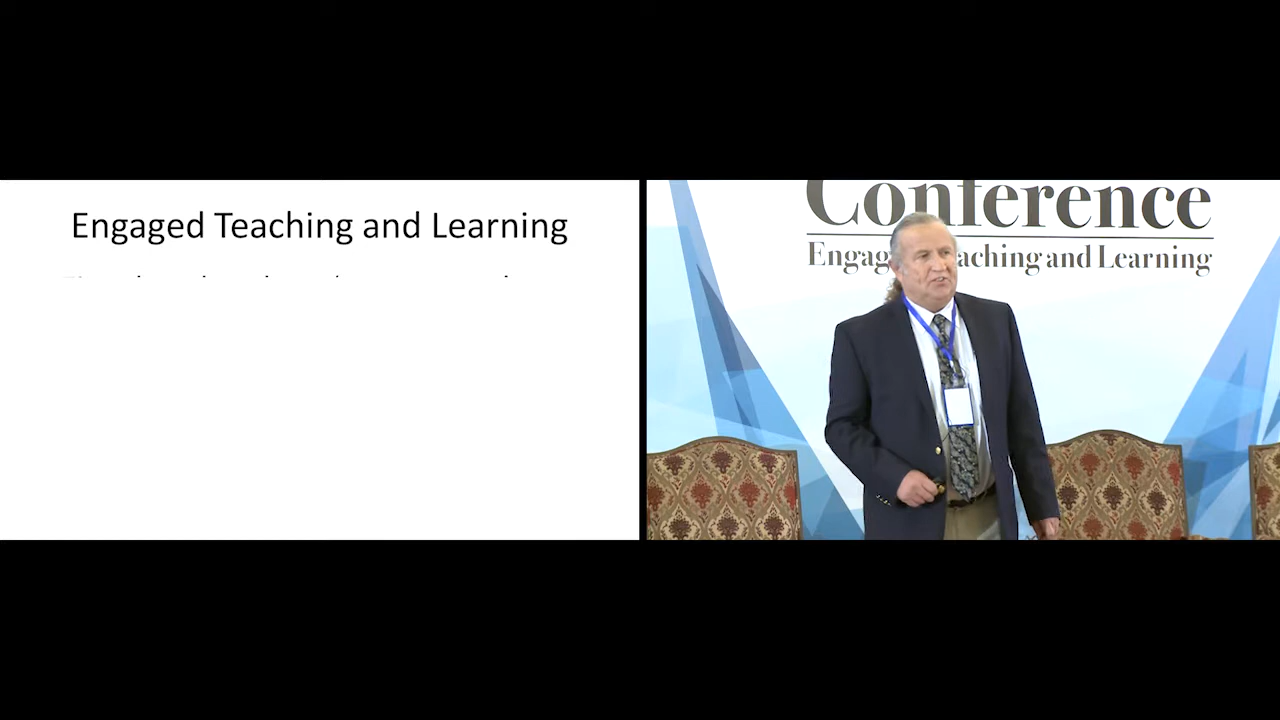 Engaged Teaching and Learning
Conference
Engag aching and Learning